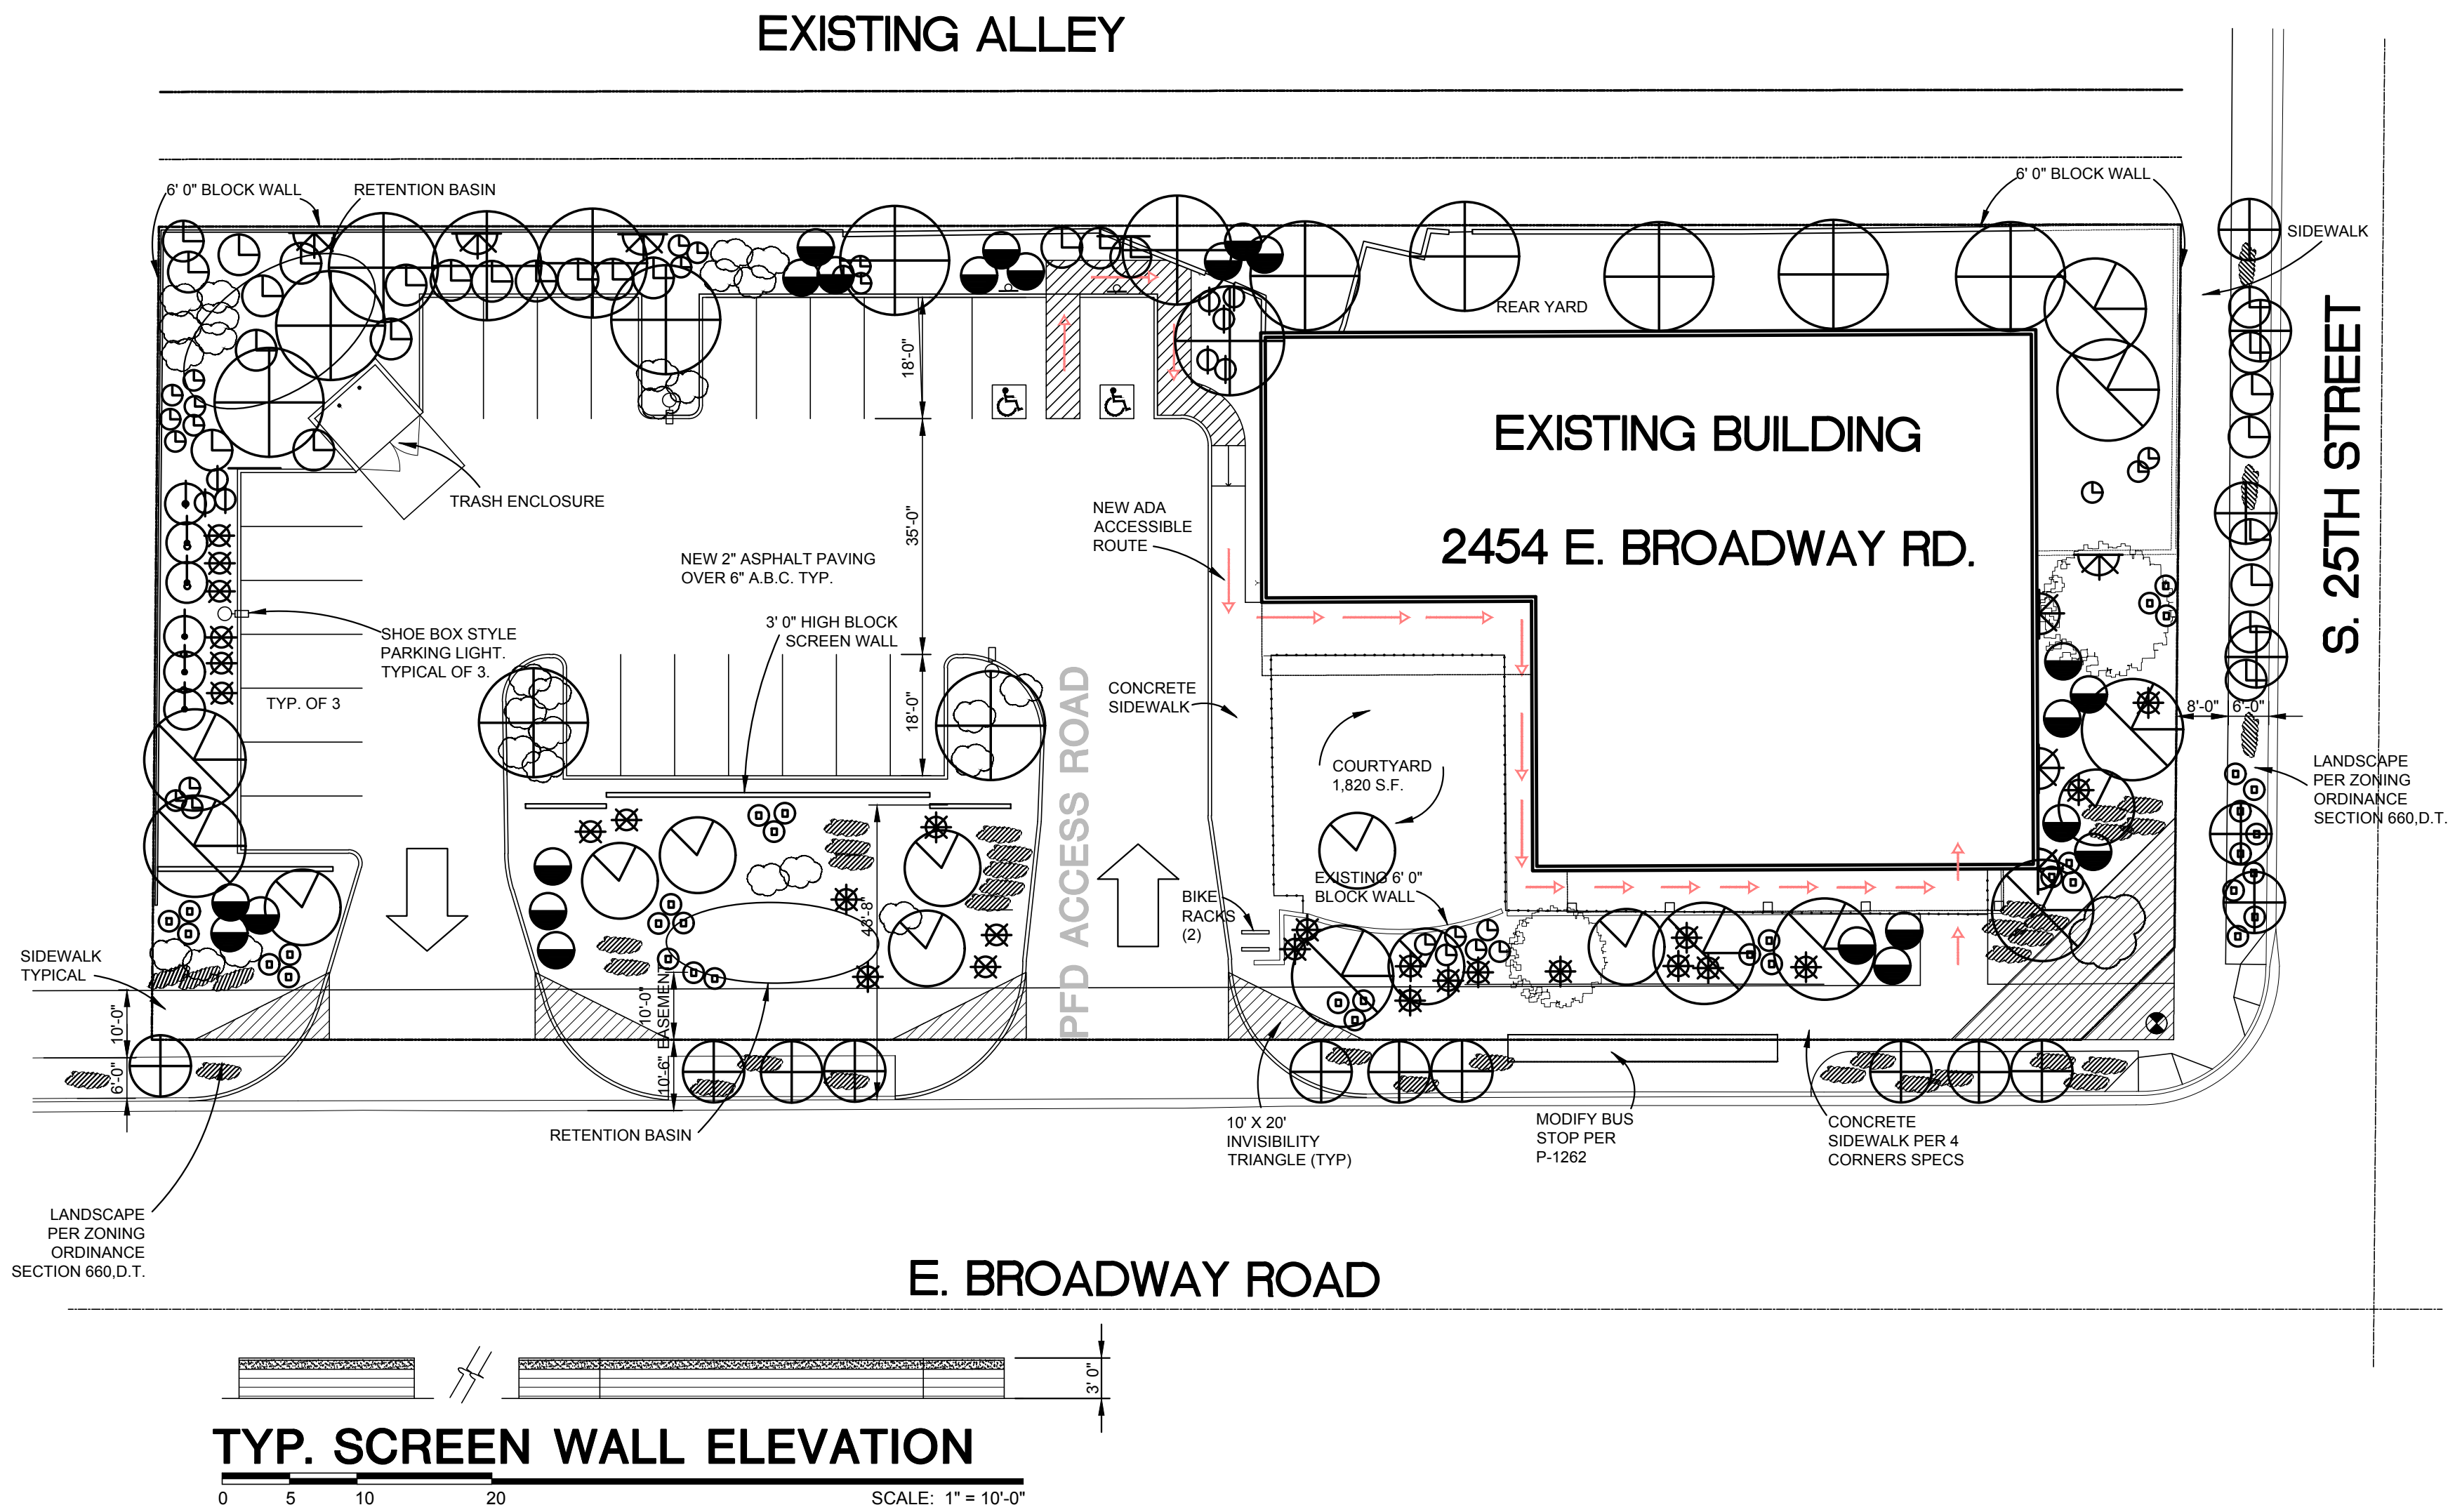 EXISTING ALLEY
6' 0" BLOCK WALL
RETENTION BASIN
6' 0" BLOCK WALL
SIDEWALK
REAR YARD
18'-0"
EXISTING BUILDING
2454 E. BROADWAY RD.
S. 25TH STREET
TRASH ENCLOSURE
35'-0"
NEW ADA
ACCESSIBLE
ROUTE
NEW 2" ASPHALT PAVING
OVER 6" A.B.C. TYP.
3' 0" HIGH BLOCK
SCREEN WALL
SHOE BOX STYLE
PARKING LIGHT.
TYPICAL OF 3.
TYP. OF 3
18'-0"
PFD ACCESS ROAD
CONCRETE
SIDEWALK
8'-0"
6'-0"
COURTYARD
1,820 S.F.
LANDSCAPE
PER ZONING
ORDINANCE
SECTION 660,D.T.
EXISTING 6' 0"
BLOCK WALL
BIKE
RACKS
(2)
42'-8"
SIDEWALK
TYPICAL
10'-0"
6'-0"
10'-0"
10'-6" EASEMENT
RETENTION BASIN
10' X 20'
INVISIBILITY
TRIANGLE (TYP)
MODIFY BUS
STOP PER
P-1262
CONCRETE
SIDEWALK PER 4
CORNERS SPECS
LANDSCAPE
PER ZONING
ORDINANCE
SECTION 660,D.T.
E. BROADWAY ROAD
3' 0"
TYP. SCREEN WALL ELEVATION
0 5 10 20
SCALE: 1" = 10'-0"